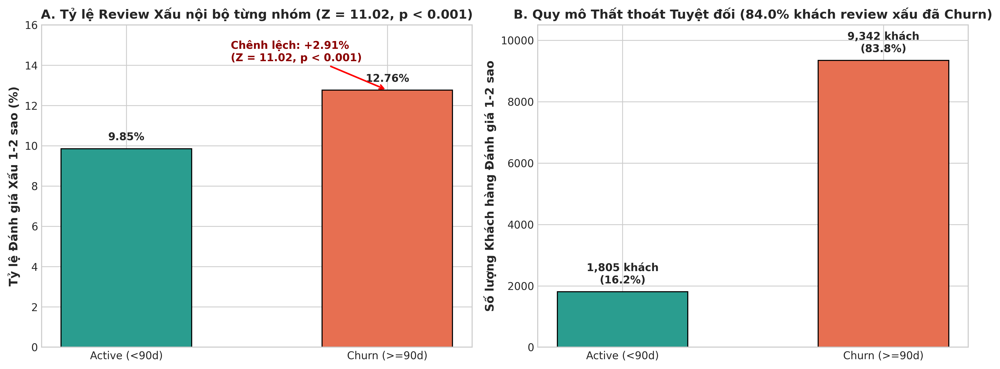 A. Tỷ lệ Review Xấu nội bộ từng nhóm (Z = 11.02, p < 0.001)
Tỷ lệ Đánh giá Xấu 1-2 sao (%)
16
14
12
10
8
6
4
2
0
Chênh lệch: +2.91%
(Z = 11.02, p < 0.001)
9.85%
12.76%
Active (<90d)
Churn (>=90d)
B. Quy mô Thất thoát Tuyệt đối (84.0% khách review xấu đã Churn)
Số lượng Khách hàng Đánh giá 1-2 sao
10000
8000
6000
4000
2000
0
1,805 khách
(16.2%)
9,342 khách
(83.8%)
Active (<90d)
Churn (>=90d)